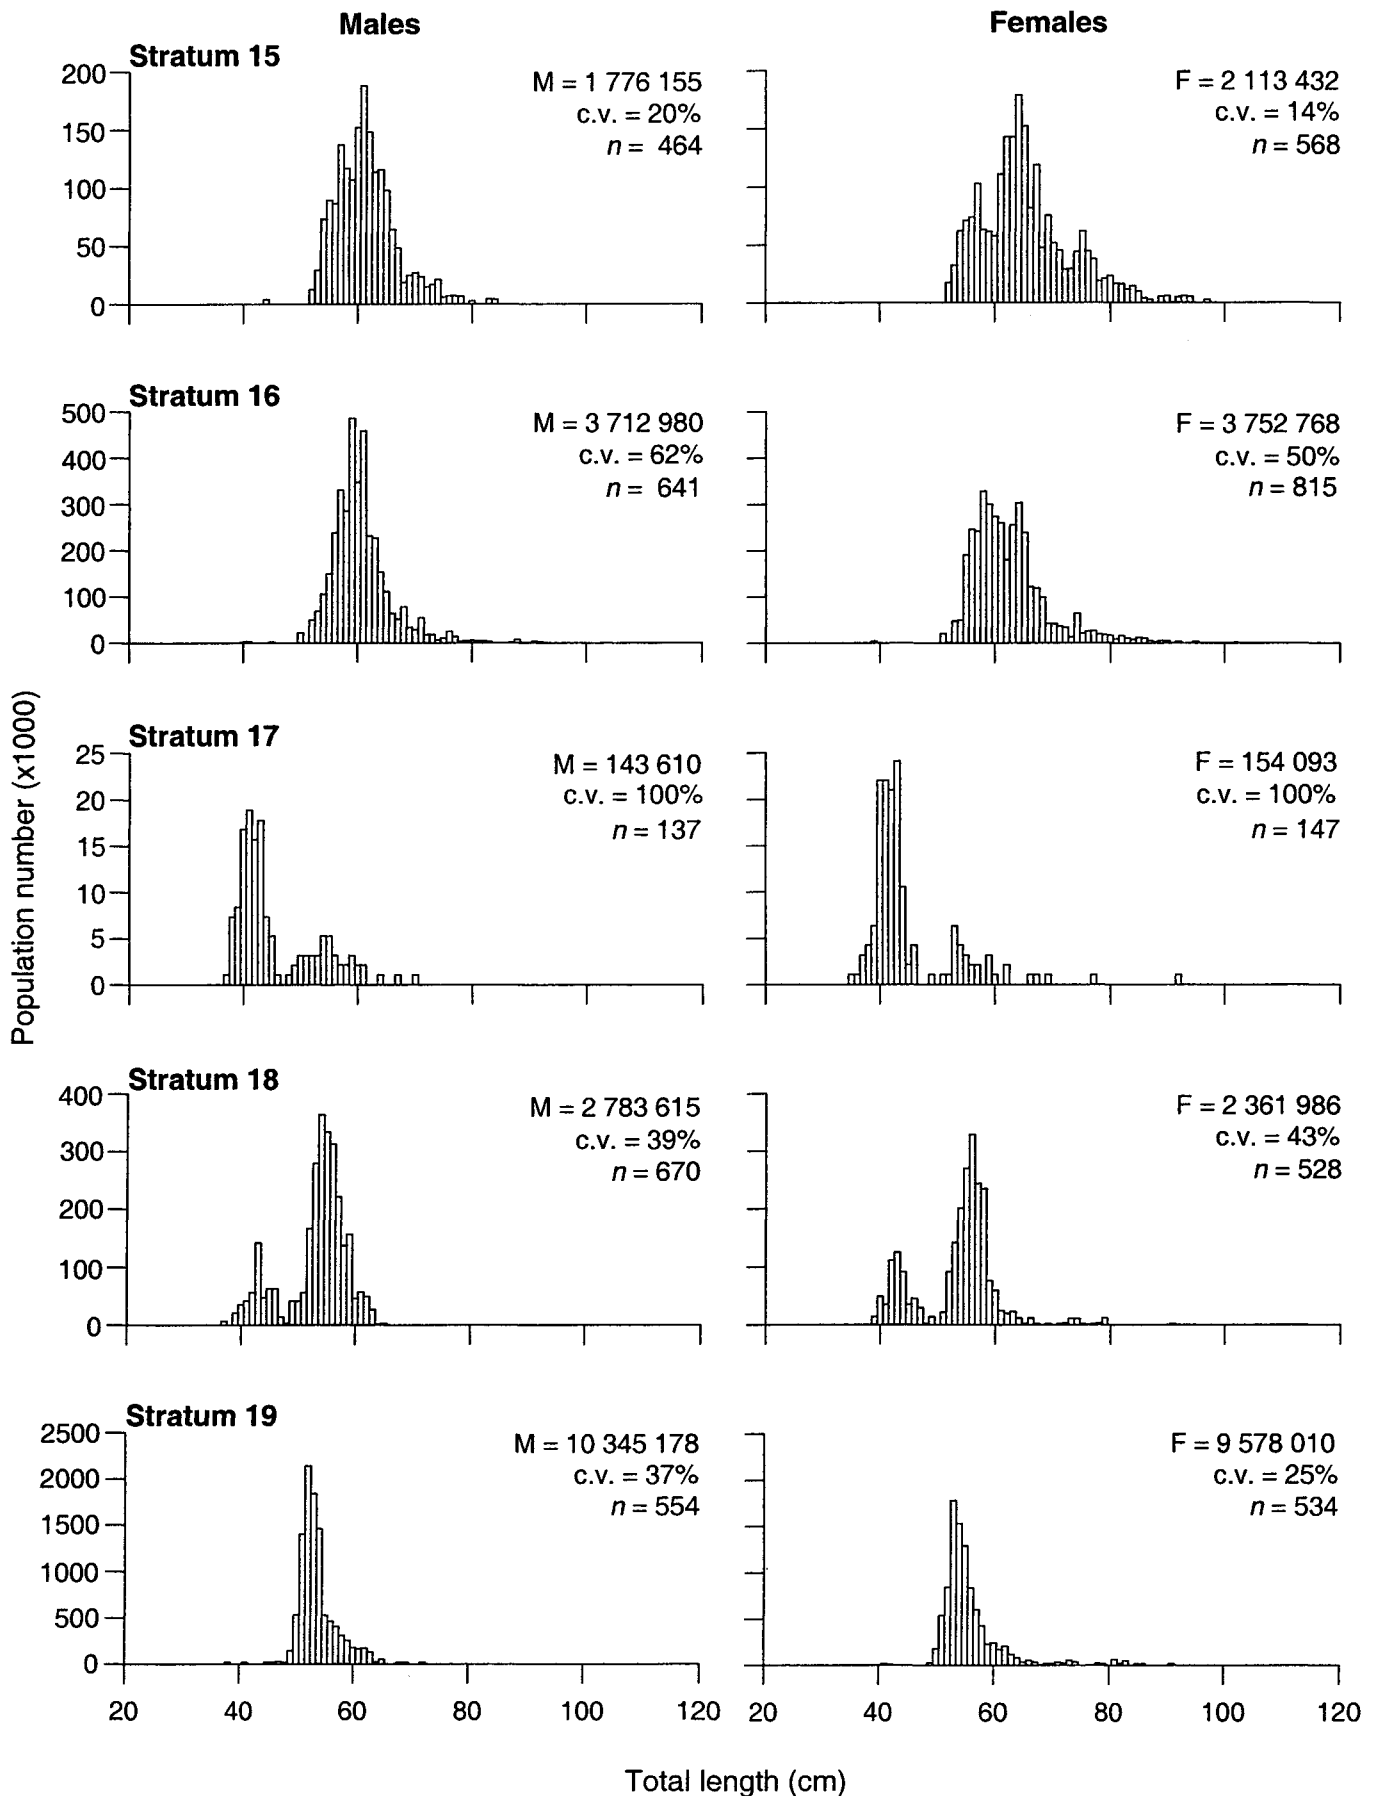 Males
Females
Stratum 15
200
150
100
50
0
M = 1 776 155
c.v. = 20%
n = 464
F = 2 113 432
c.v. = 14%
n = 568
Stratum 16
500
400
300
200
100
0
M = 3 712 980
c.v. = 62%
n = 641
F = 3 752 768
c.v. = 50%
n = 815
Stratum 17
25
20
15
10
5
0
M = 143 610
c.v. = 100%
n = 137
F = 154 093
c.v. = 100%
n = 147
Population number (x1000)
Stratum 18
400
300
200
100
0
M = 2 783 615
c.v. = 39%
n = 670
F = 2 361 986
c.v. = 43%
n = 528
Stratum 19
2500
2000
1500
1000
500
0
M = 10 345 178
c.v. = 37%
n = 554
F = 9 578 010
c.v. = 25%
n = 534
20 40 60 80 100 120
20 40 60 80 100 120
Total length (cm)